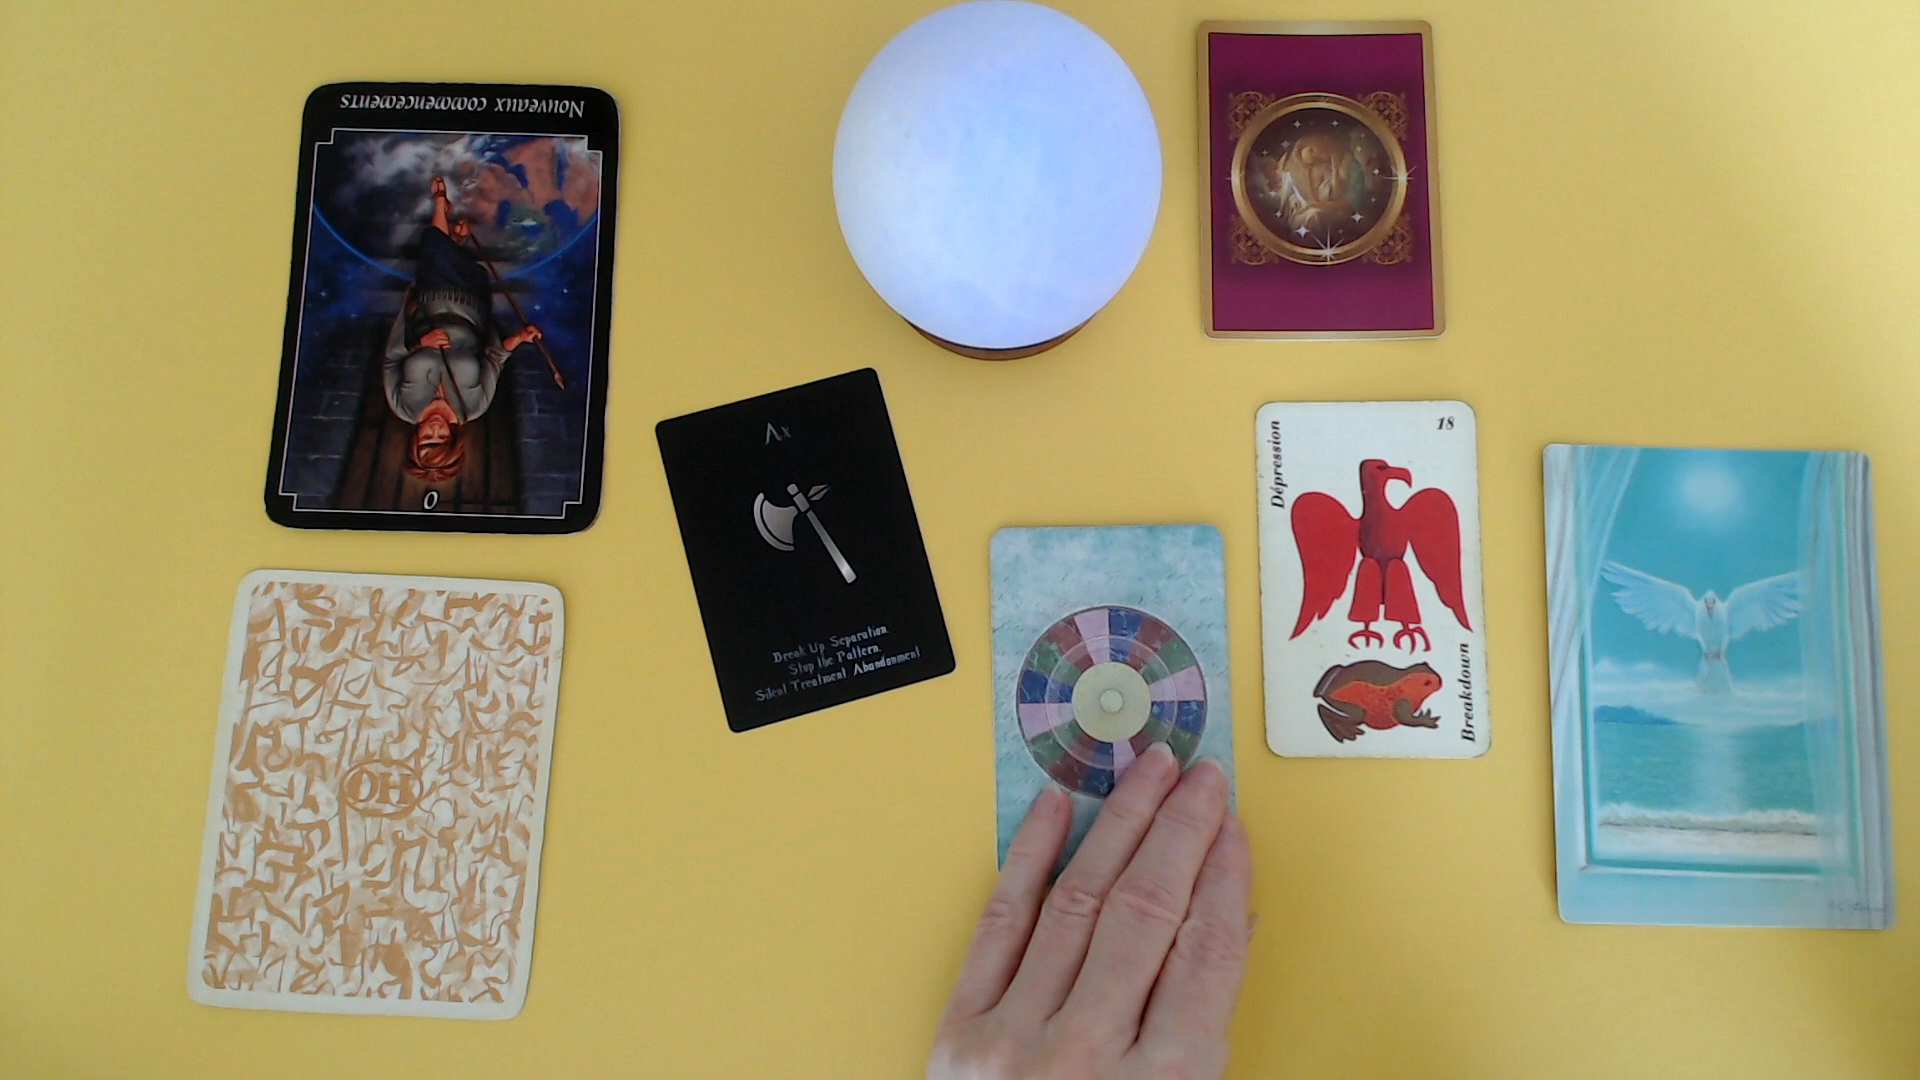 Nouveaux commencements
0
OH
Ax
Break Up Separation.
Stop the Pattern.
Silent Treatment Abandonment
18
Dépression
Breakdown